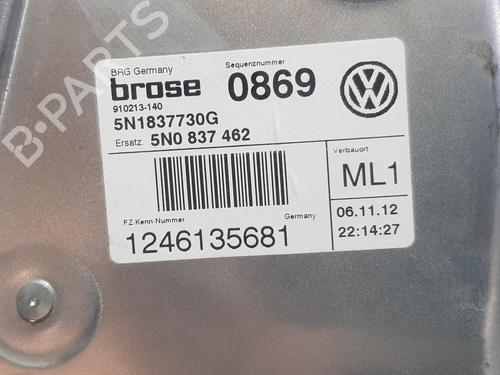 B-PARTS
BRG Germany
Sequenznummer
brose 0869
910213-140
5N1837730G
Ersatz: 5N0 837 462
Verbauort
ML1
FZ-Kenn-Nummer
Germany
1246135681
06.11.12
22:14:27